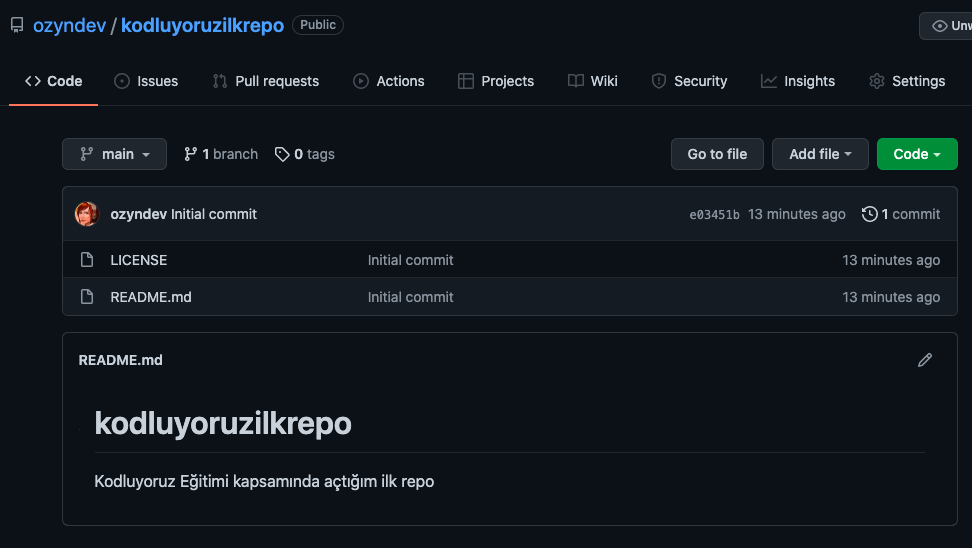 ozyndev / kodluyoruzilkrepo Public
Code Issues Pull requests Actions Projects Wiki Security Insights Settings
main 1 branch 0 tags Go to file Add file Code
ozyndev Initial commit e03451b 13 minutes ago 1 commit
LICENSE Initial commit 13 minutes ago
README.md Initial commit 13 minutes ago
README.md
kodluyoruzilkrepo
Kodluyoruz Eğitimi kapsamında açtığım ilk repo